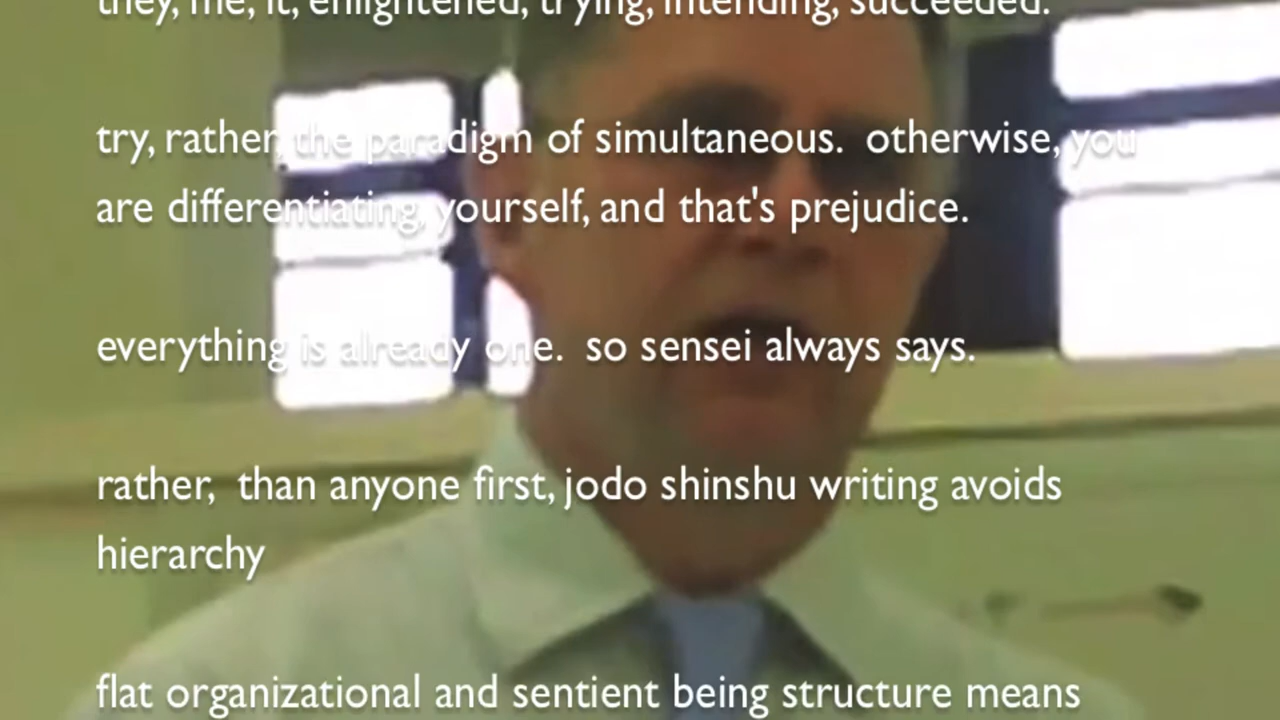 they, me, it, enlightened, trying, intending, succeeded.
try, rather, the paradigm of simultaneous.  otherwise, you
are differentiating, yourself, and that's prejudice.
everything is already one.  so sensei always says.
rather,  than anyone first, jodo shinshu writing avoids
hierarchy
flat organizational and sentient being structure means